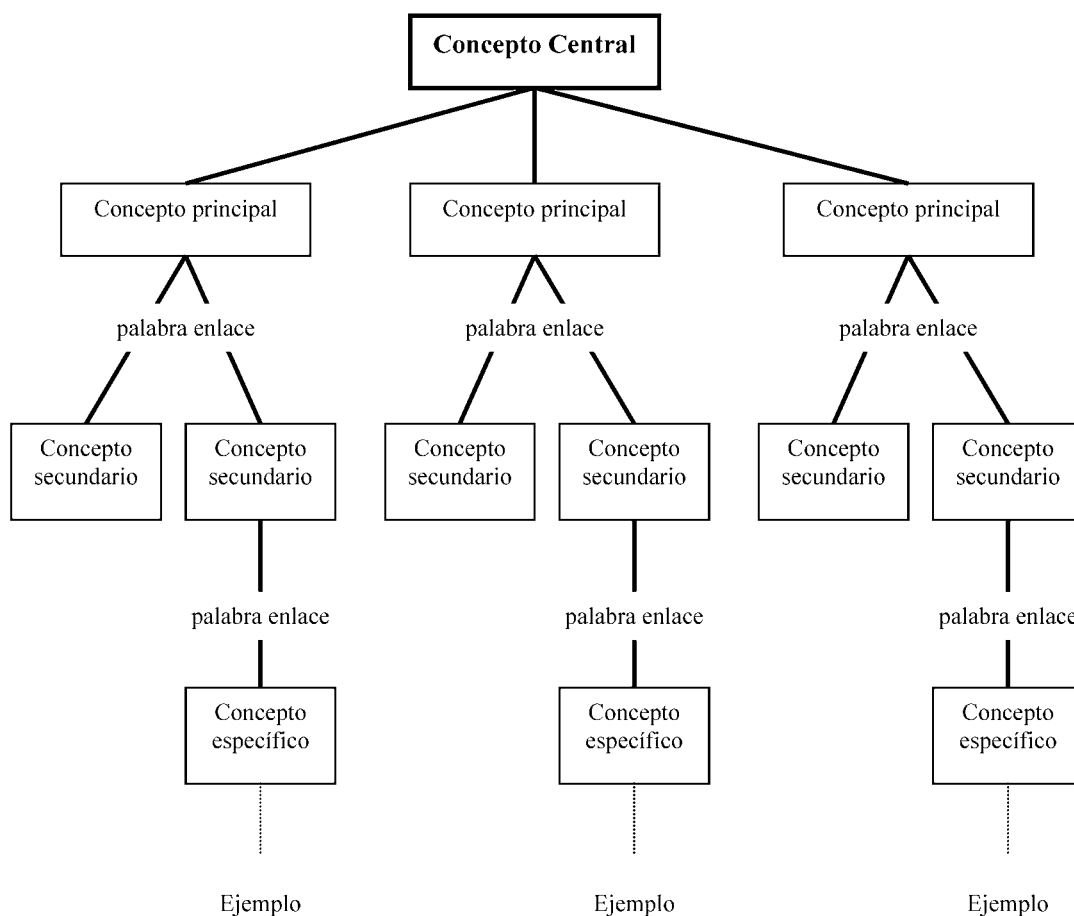 Concepto Central
Concepto principal
Concepto principal
Concepto principal
palabra enlace
palabra enlace
palabra enlace
Concepto
secundario
Concepto
secundario
Concepto
secundario
Concepto
secundario
Concepto
secundario
Concepto
secundario
palabra enlace
palabra enlace
palabra enlace
Concepto
específico
Concepto
específico
Concepto
específico
Ejemplo
Ejemplo
Ejemplo